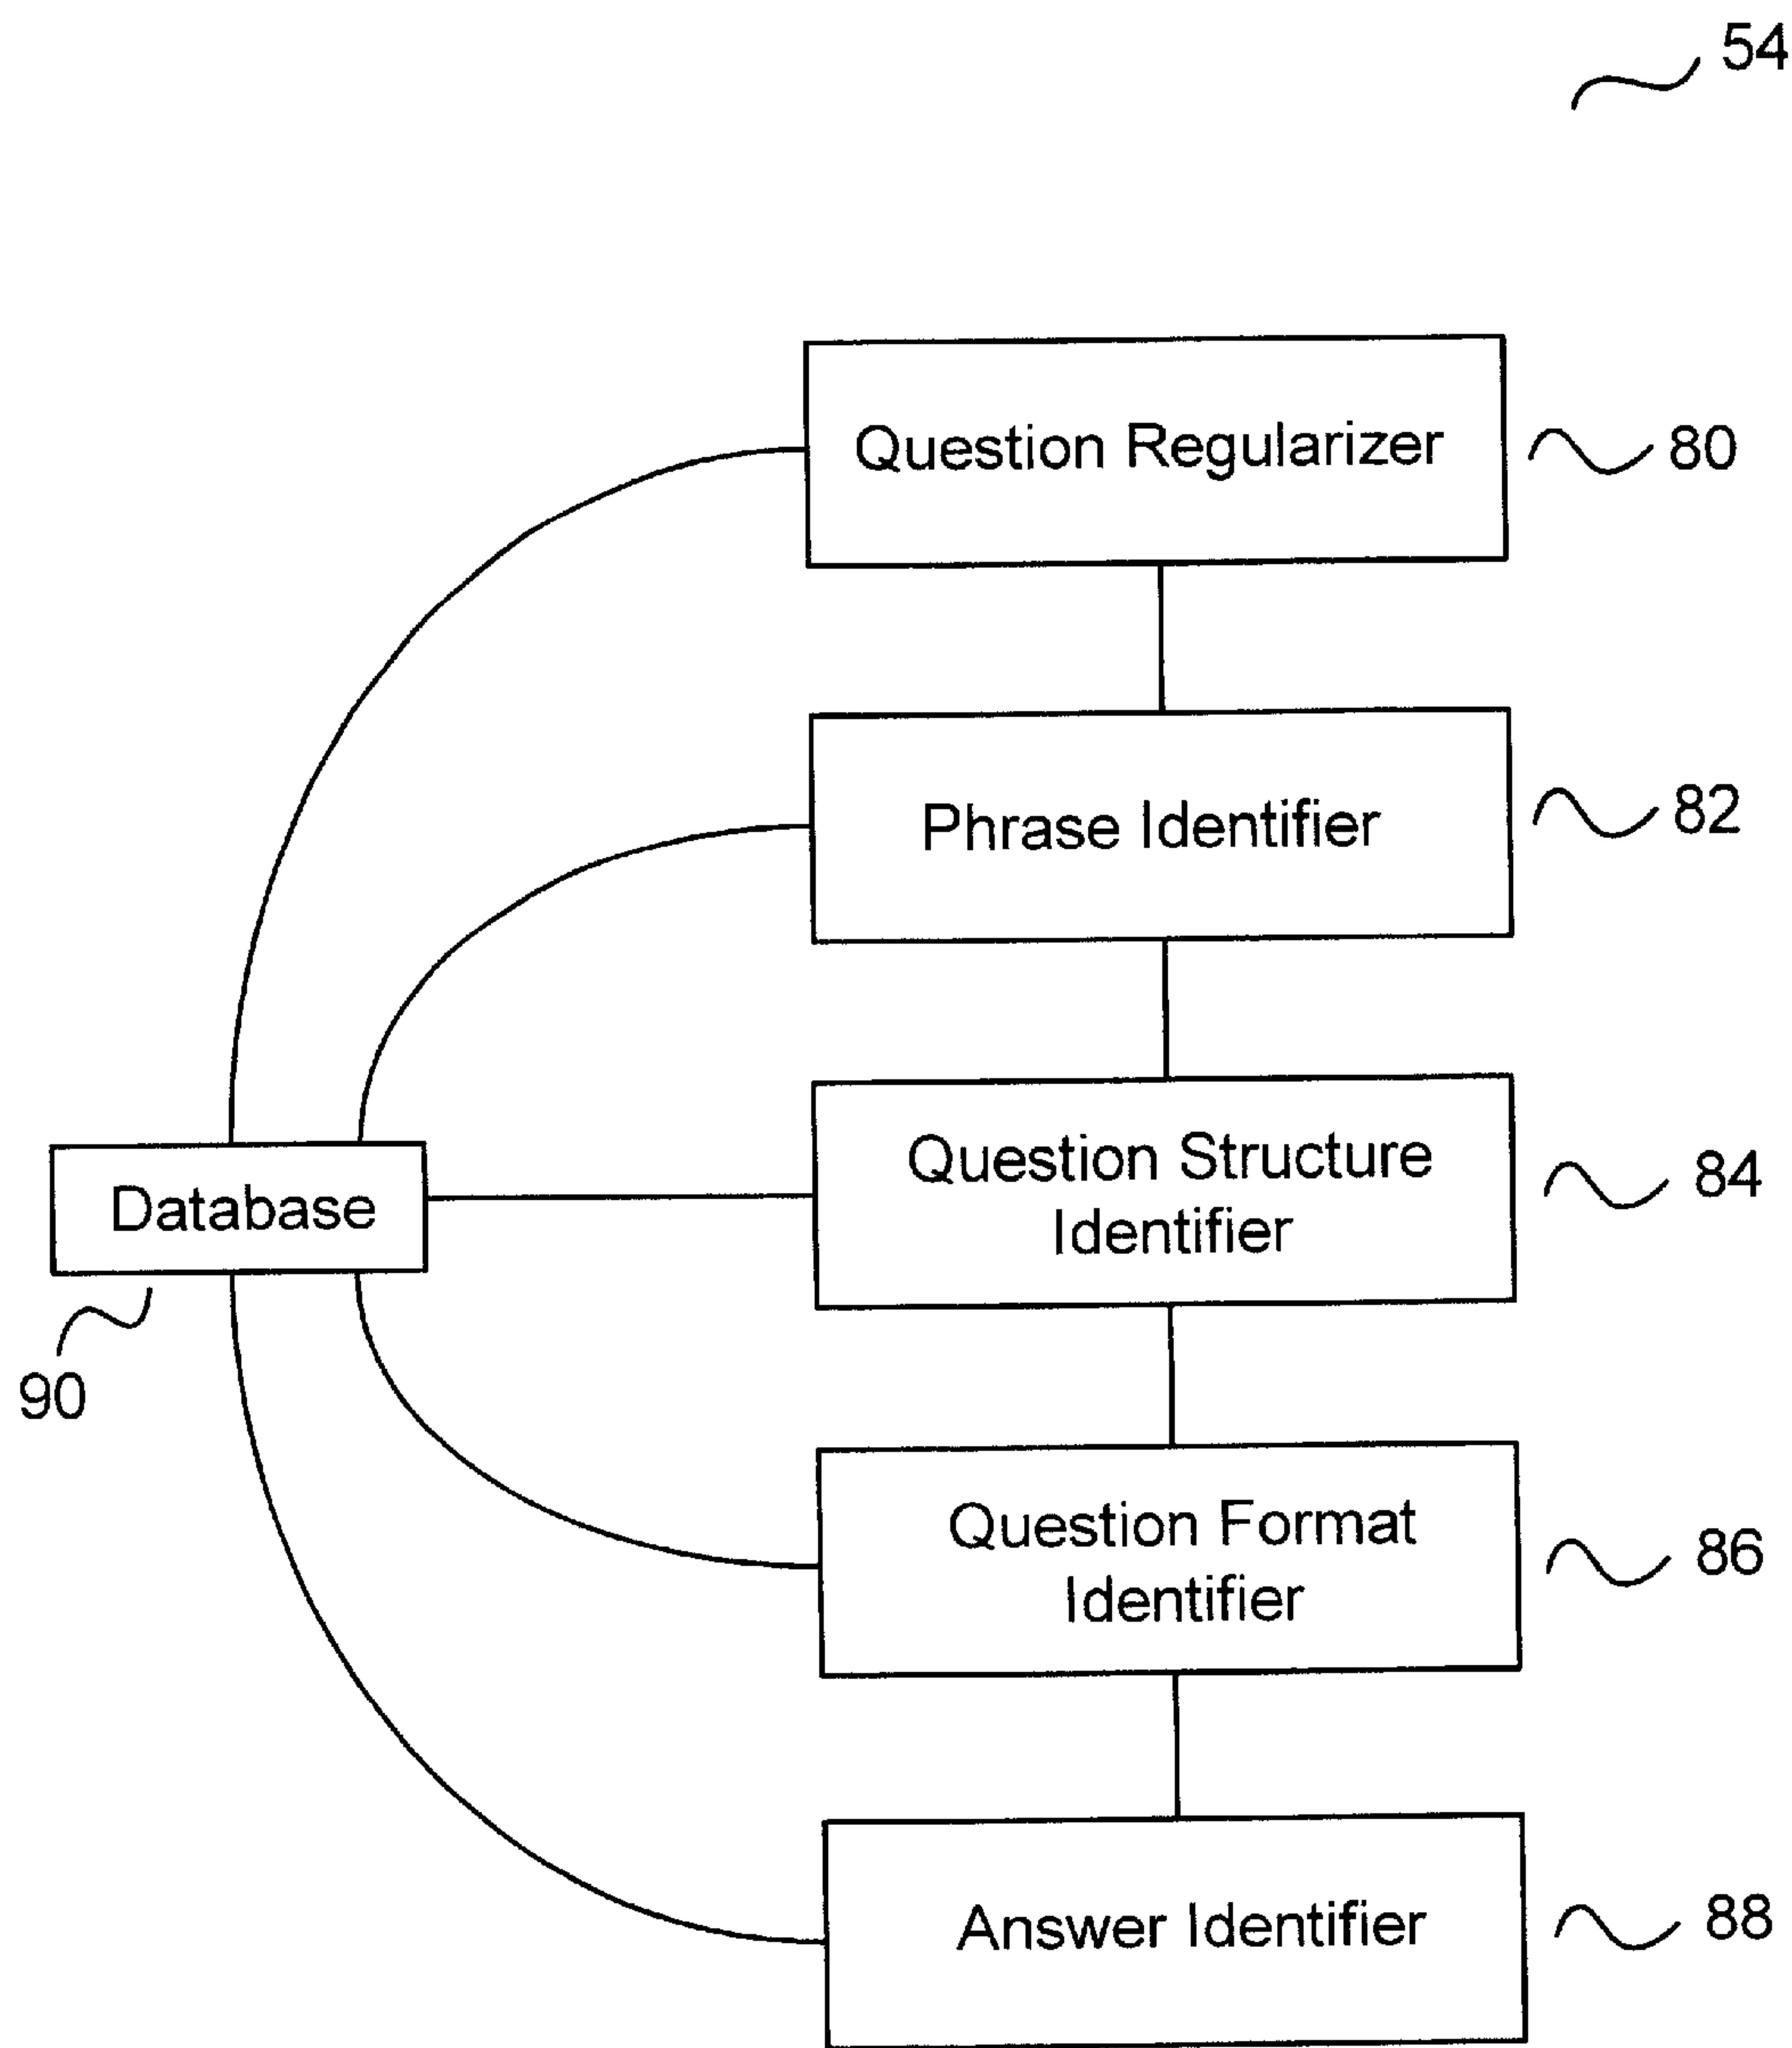 54
Question Regularizer
80
Phrase Identifier
82
Question Structure
Identifier
84
Database
90
Question Format
Identifier
86
Answer Identifier
88